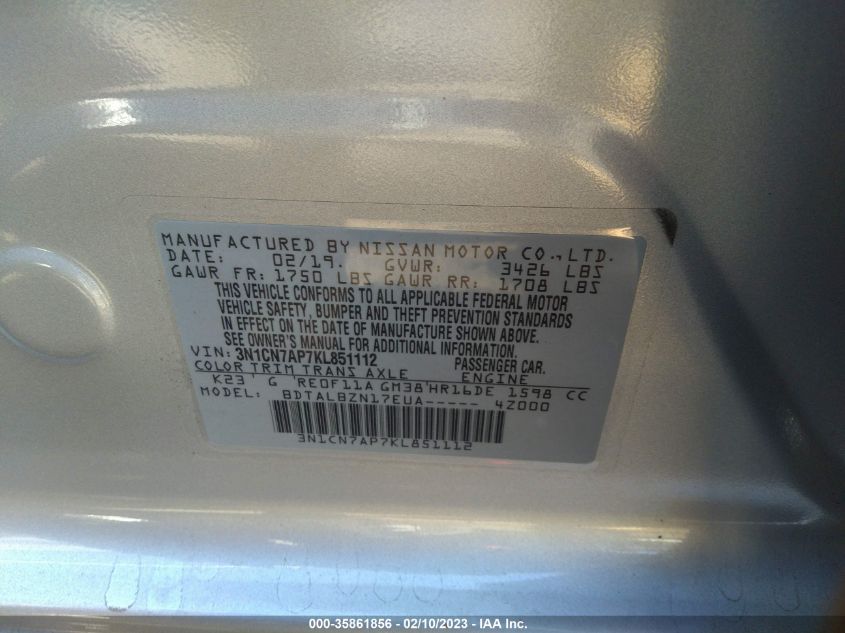 MANUFACTURED BY NISSAN MOTOR CO., LTD.
DATE: 02/19. GVWR: 3426 LBS
GAWR FR: 1750 LBS GAWR RR: 1708 LBS
THIS VEHICLE CONFORMS TO ALL APPLICABLE FEDERAL MOTOR
VEHICLE SAFETY, BUMPER AND THEFT PREVENTION STANDARDS
IN EFFECT ON THE DATE OF MANUFACTURE SHOWN ABOVE.
SEE OWNER'S MANUAL FOR ADDITIONAL INFORMATION.
VIN: 3N1CN7AP7KL851112 PASSENGER CAR.
COLOR TRIM TRANS AXLE ENGINE
K23 G RE0F11A GM38 HR16DE 1598 CC
MODEL: BDTALBZN17EUA----- 4Z000
3N1CN7AP7KL851112
000-35861856 - 02/10/2023 - IAA Inc.